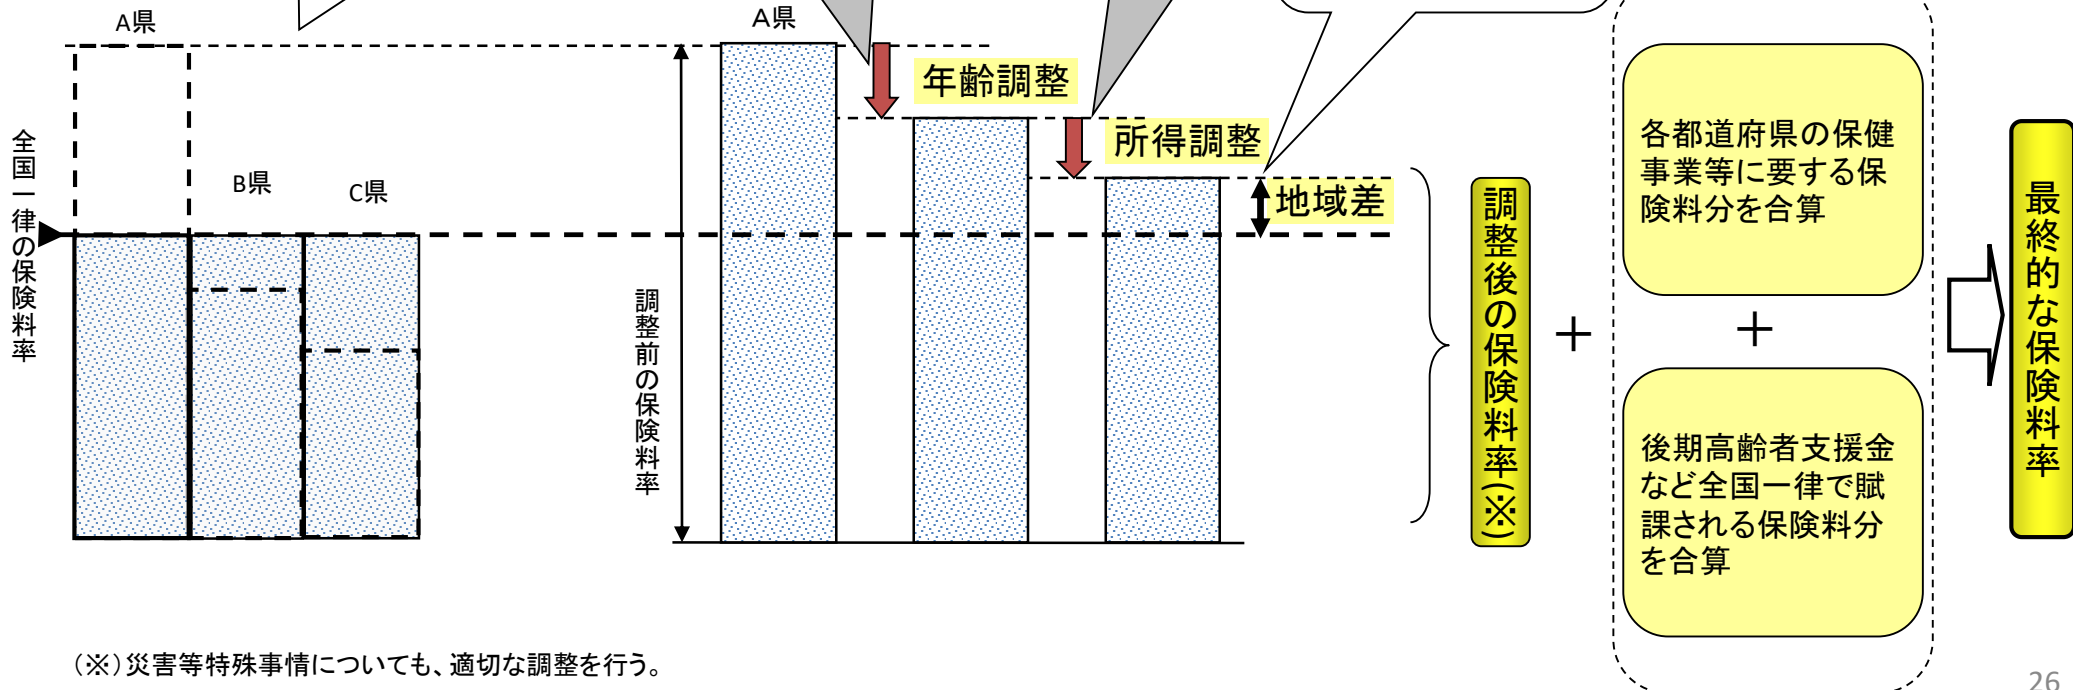 A県
B県
C県
全国一律の保険料率
A県
年齢調整
所得調整
地域差
調整前の保険料率
調整後の保険料率(※)
+
各都道府県の保健
事業等に要する保
険料分を合算
+
後期高齢者支援金
など全国一律で賦
課される保険料分
を合算
最終的な保険料率
(※)災害等特殊事情についても、適切な調整を行う。
26